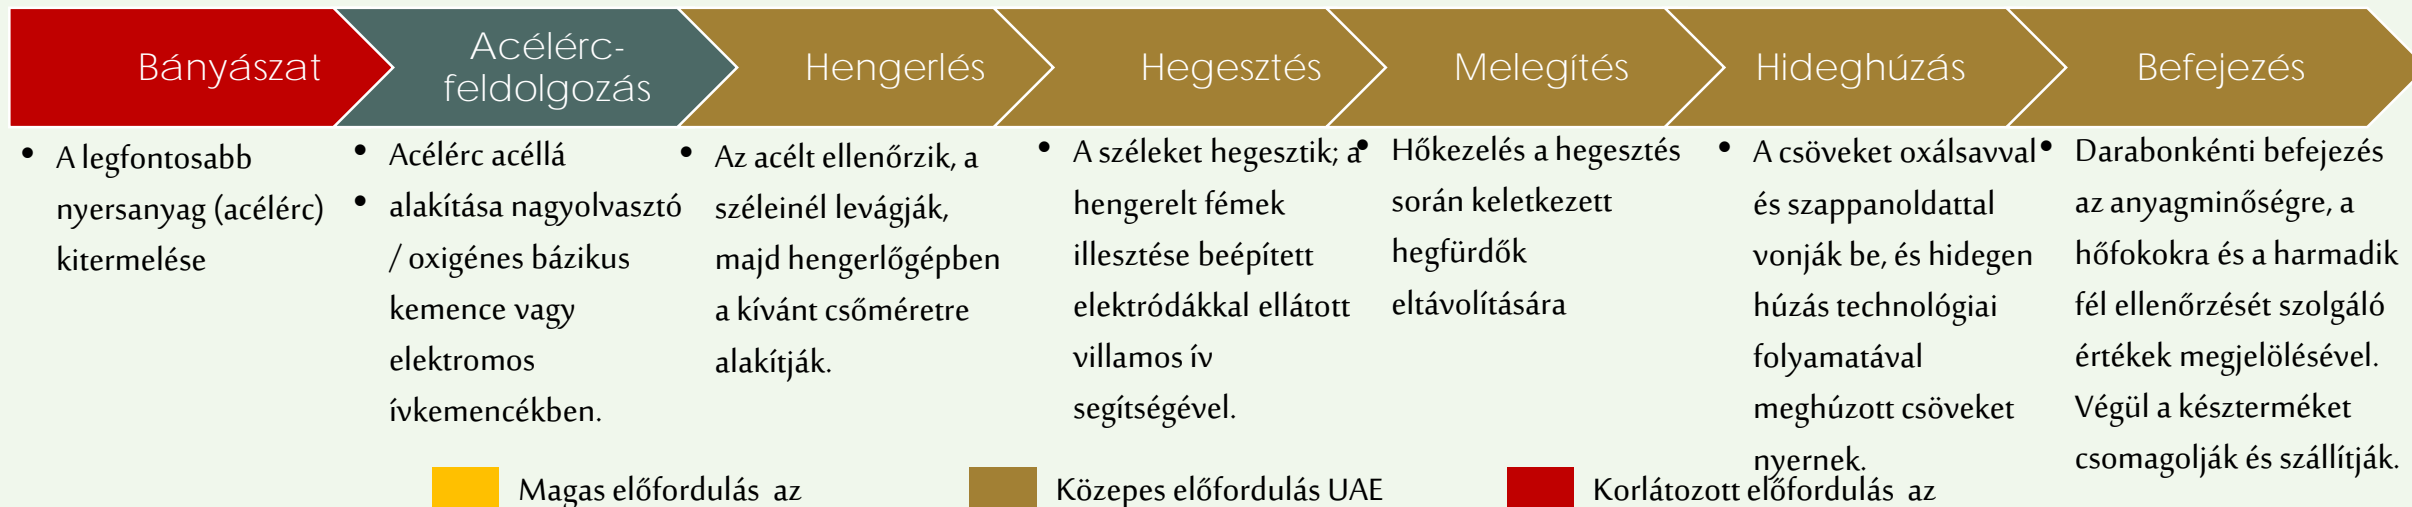 Bányászat
Acélérc-
feldolgozás
Hengerlés
Hegesztés
Melegítés
Hideghúzás
Befejezés
• A legfontosabb
nyersanyag (acélérc)
kitermelése
• Acélérc acéllá
• alakítása nagyolvasztó
/ oxigénes bázikus
kemence vagy
elektromos
ívkemencékben.
• Az acélt ellenőrzik, a
széleinél levágják,
majd hengerlőgépben
a kívánt csőméretre
alakítják.
• A széleket hegesztik; a
hengerelt fémek
illesztése beépített
elektródákkal ellátott
villamos ív
segítségével.
• Hőkezelés a hegesztés
során keletkezett
hegfürdők
eltávolítására
• A csöveket oxálsavval
és szappanoldattal
vonják be, és hidegen
húzás technológiai
folyamatával
meghúzott csöveket
nyernek.
• Darabonkénti befejezés
az anyagminőségre, a
hőfokokra és a harmadik
fél ellenőrzését szolgáló
értékek megjelölésével.
Végül a készterméket
csomagolják és szállítják.
Magas előfordulás az
Közepes előfordulás UAE
Korlátozott előfordulás az